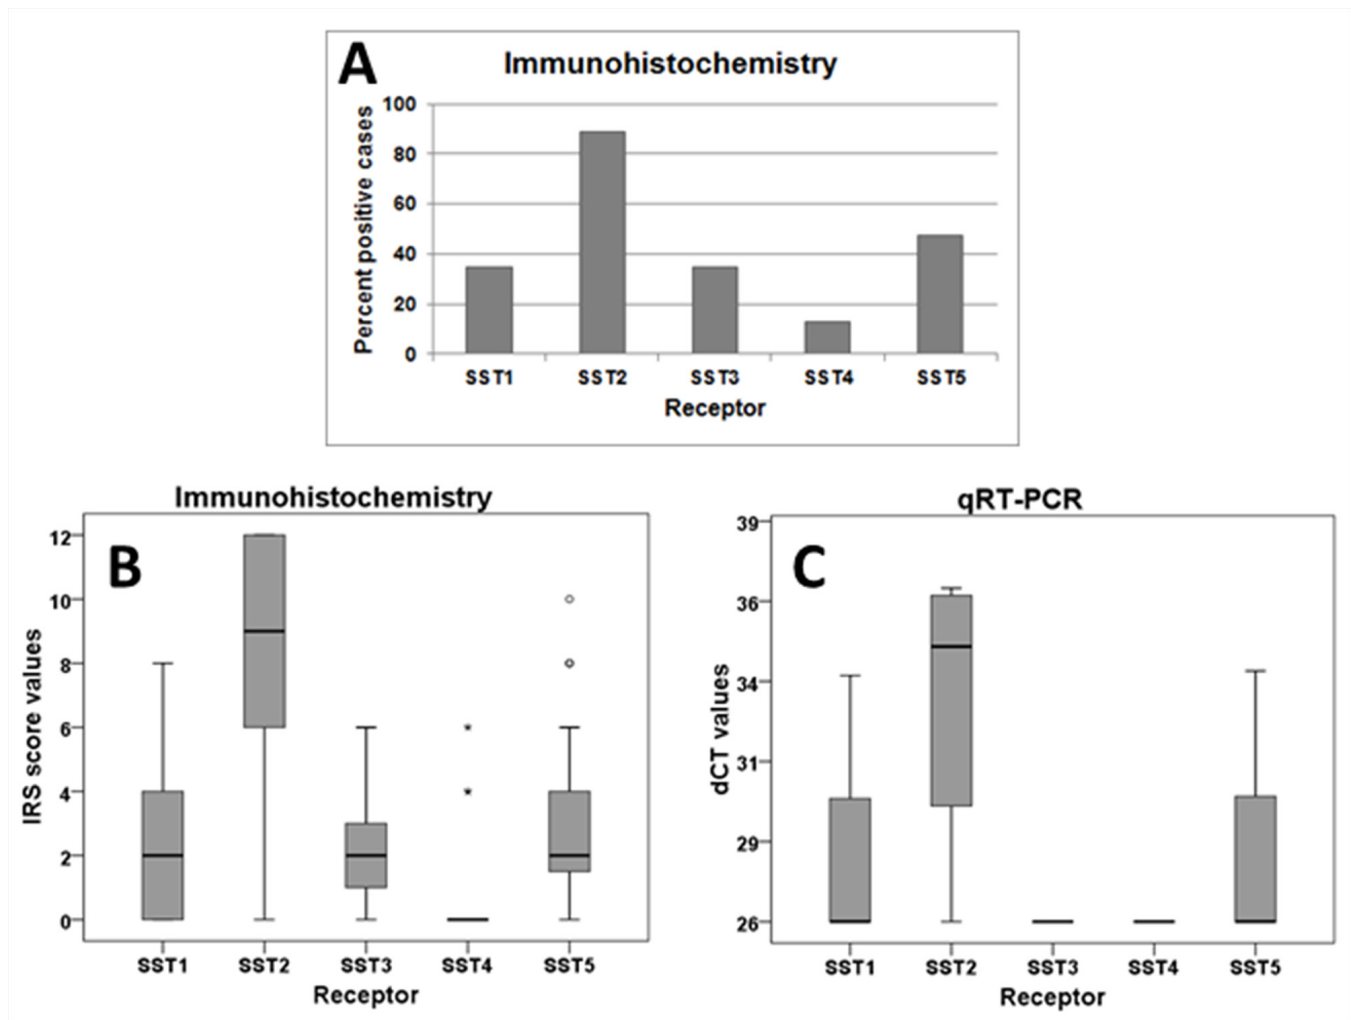 A
Immunohistochemistry
Percent positive cases
100
80
60
40
20
0
SST1 SST2 SST3 SST4 SST5
Receptor
Immunohistochemistry
B
IRS score values
12
10
8
6
4
2
0
SST1 SST2 SST3 SST4 SST5
Receptor
qRT-PCR
C
dCT values
39
36
34
31
29
26
SST1 SST2 SST3 SST4 SST5
Receptor